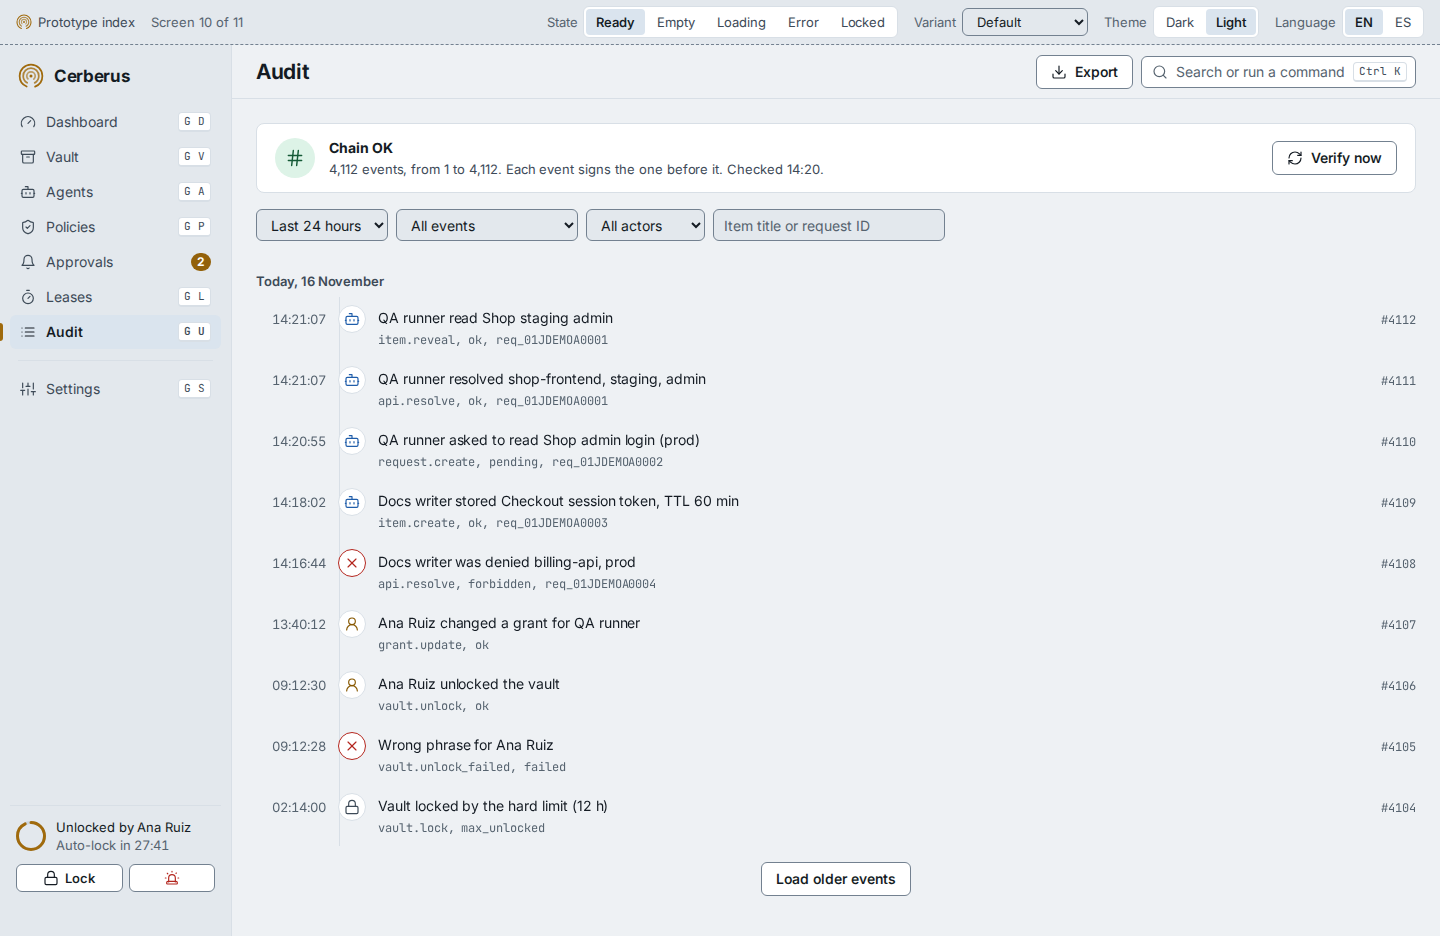 Prototype index Screen 10 of 11 State Ready Empty Loading Error Locked Variant Default Theme Dark Light Language EN ES
Cerberus
Dashboard G D
Vault G V
Agents G A
Policies G P
Approvals 2
Leases G L
Audit G U
Settings G S
Unlocked by Ana Ruiz
Auto-lock in 27:41
Lock
Audit
Export
Search or run a command Ctrl K
Chain OK
4,112 events, from 1 to 4,112. Each event signs the one before it. Checked 14:20.
Verify now
Last 24 hours All events All actors Item title or request ID
Today, 16 November
14:21:07 QA runner read Shop staging admin #4112
item.reveal, ok, req_01JDEMOA0001
14:21:07 QA runner resolved shop-frontend, staging, admin #4111
api.resolve, ok, req_01JDEMOA0001
14:20:55 QA runner asked to read Shop admin login (prod) #4110
request.create, pending, req_01JDEMOA0002
14:18:02 Docs writer stored Checkout session token, TTL 60 min #4109
item.create, ok, req_01JDEMOA0003
14:16:44 Docs writer was denied billing-api, prod #4108
api.resolve, forbidden, req_01JDEMOA0004
13:40:12 Ana Ruiz changed a grant for QA runner #4107
grant.update, ok
09:12:30 Ana Ruiz unlocked the vault #4106
vault.unlock, ok
09:12:28 Wrong phrase for Ana Ruiz #4105
vault.unlock_failed, failed
02:14:00 Vault locked by the hard limit (12 h) #4104
vault.lock, max_unlocked
Load older events